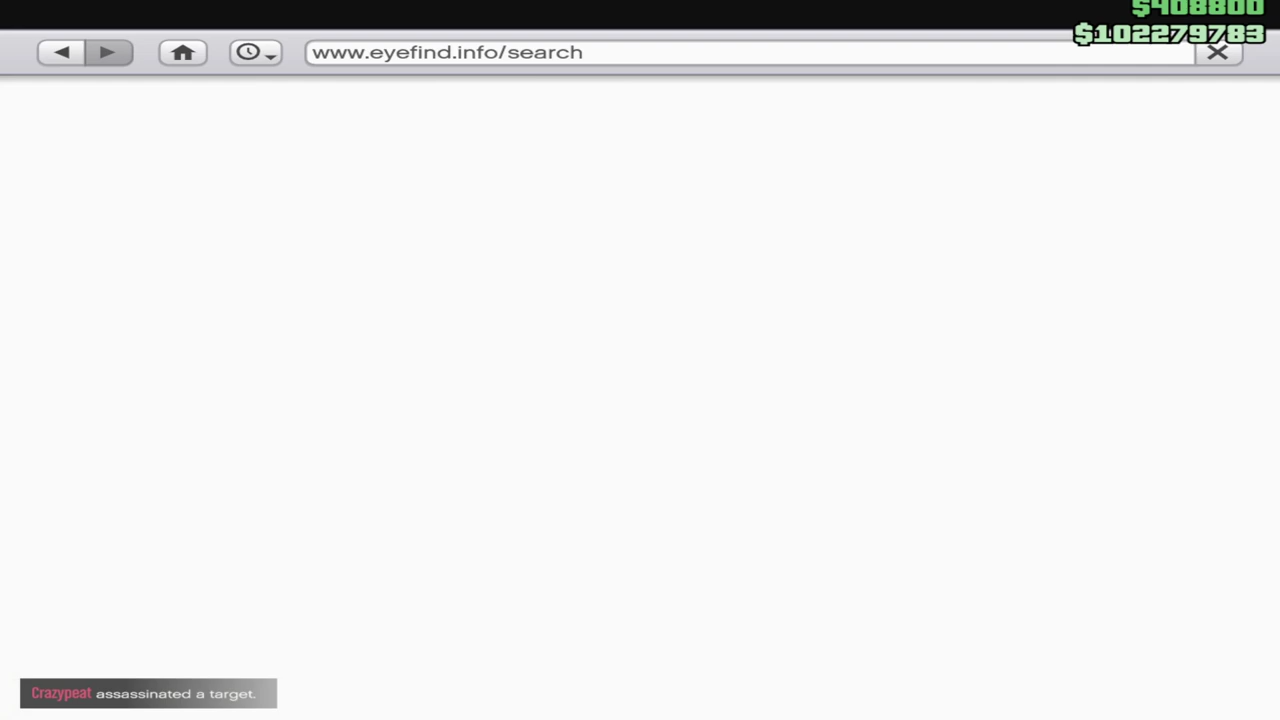 $408800
$102279783
www.eyefind.info/search
Crazypeat assassinated a target.